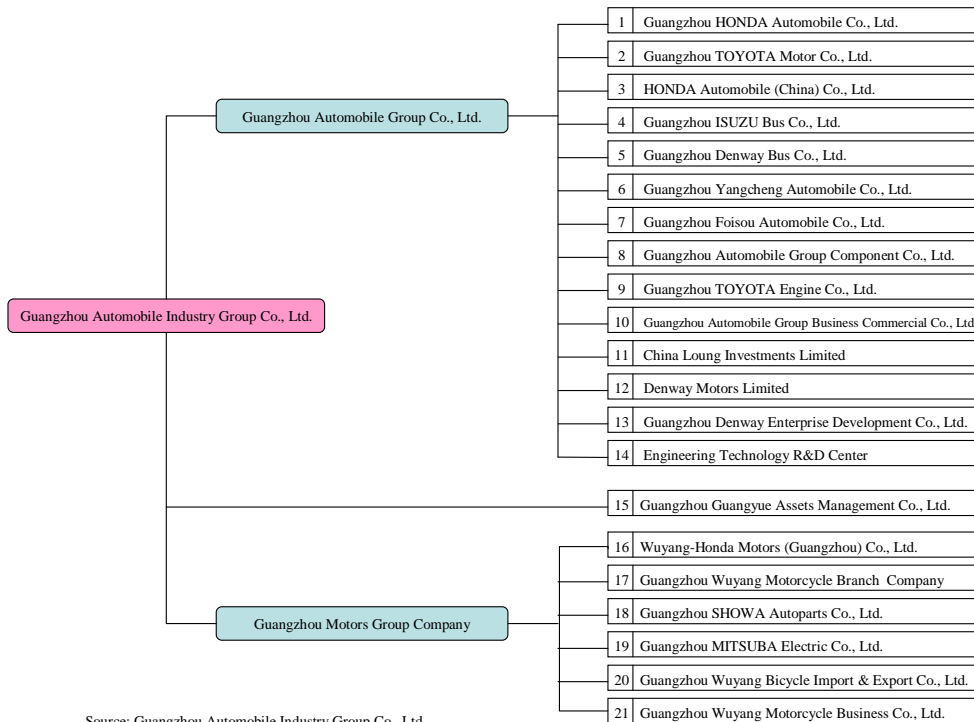 1 Guangzhou HONDA Automobile Co., Ltd.
2 Guangzhou TOYOTA Motor Co., Ltd.
3 HONDA Automobile (China) Co., Ltd.
Guangzhou Automobile Group Co., Ltd.
4 Guangzhou ISUZU Bus Co., Ltd.
5 Guangzhou Denway Bus Co., Ltd.
6 Guangzhou Yangcheng Automobile Co., Ltd.
7 Guangzhou Foisou Automobile Co., Ltd.
8 Guangzhou Automobile Group Component Co., Ltd.
9 Guangzhou TOYOTA Engine Co., Ltd.
Guangzhou Automobile Industry Group Co., Ltd.
10 Guangzhou Automobile Group Business Commercial Co., Ltd
11 China Loung Investments Limited
12 Denway Motors Limited
13 Guangzhou Denway Enterprise Development Co., Ltd.
14 Engineering Technology R&D Center
15 Guangzhou Guangyue Assets Management Co., Ltd.
16 Wuyang-Honda Motors (Guangzhou) Co., Ltd.
17 Guangzhou Wuyang Motorcycle Branch Company
18 Guangzhou SHOWA Autoparts Co., Ltd.
Guangzhou Motors Group Company
19 Guangzhou MITSUBA Electric Co., Ltd.
20 Guangzhou Wuyang Bicycle Import & Export Co., Ltd.
21 Guangzhou Wuyang Motorcycle Business Co., Ltd.
Source: Guangzhou Automobile Industry Group Co., Ltd